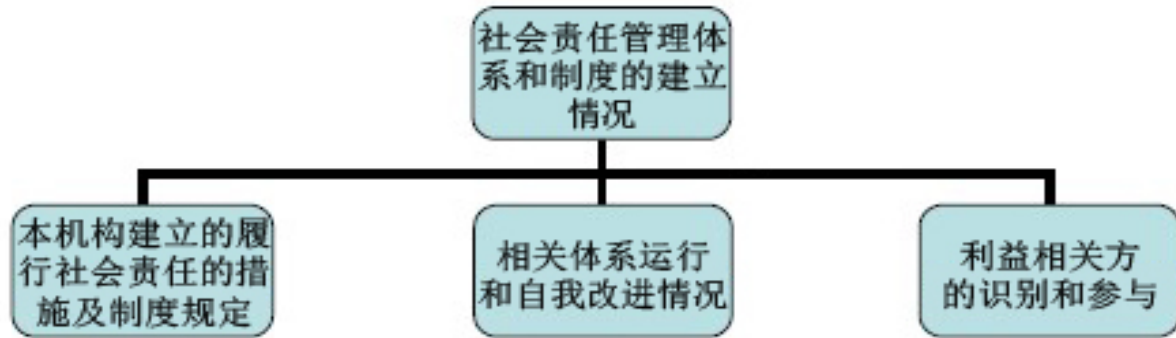 社会责任管理体
系和制度的建立
情况
本机构建立的履
行社会责任的措
施及制度规定
相关体系运行
和自我改进情况
利益相关方
的识别和参与